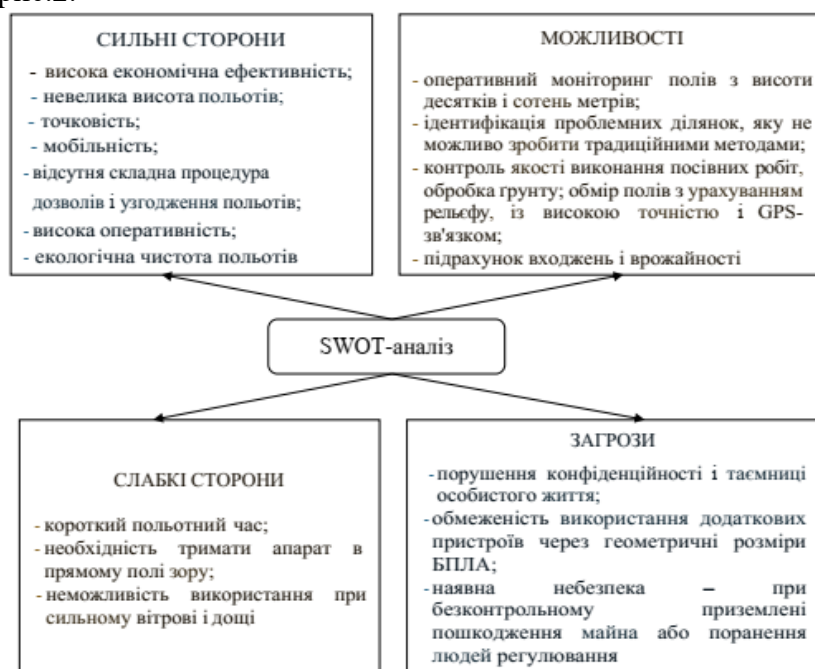 СИЛЬНІ СТОРОНИ
- висока економічна ефективність;
- невелика висота польотів;
- точковість;
- мобільність;
- відсутня складна процедура
дозволів і узгодження польотів;
- висока оперативність;
- екологічна чистота польотів
МОЖЛИВОСТІ
- оперативний моніторинг полів з висоти
десятків і сотень метрів;
- ідентифікація проблемних ділянок, яку не
можливо зробити традиційними методами;
- контроль якості виконання посівних робіт,
обробка ґрунту; обмір полів з урахуванням
рельєфу, із високою точністю і GPS-
зв'язком;
- підрахунок входжень і врожайності
SWOT-аналіз
СЛАБКІ СТОРОНИ
- короткий польотний час;
- необхідність тримати апарат в
прямому полі зору;
- неможливість використання при
сильному вітрові і дощі
ЗАГРОЗИ
- порушення конфіденційності і таємниці
особистого життя;
- обмеженість використання додаткових
пристроїв через геометричні розміри
БПЛА;
- наявна небезпека – при
безконтрольному приземлені
пошкодження майна або поранення
людей регулювання